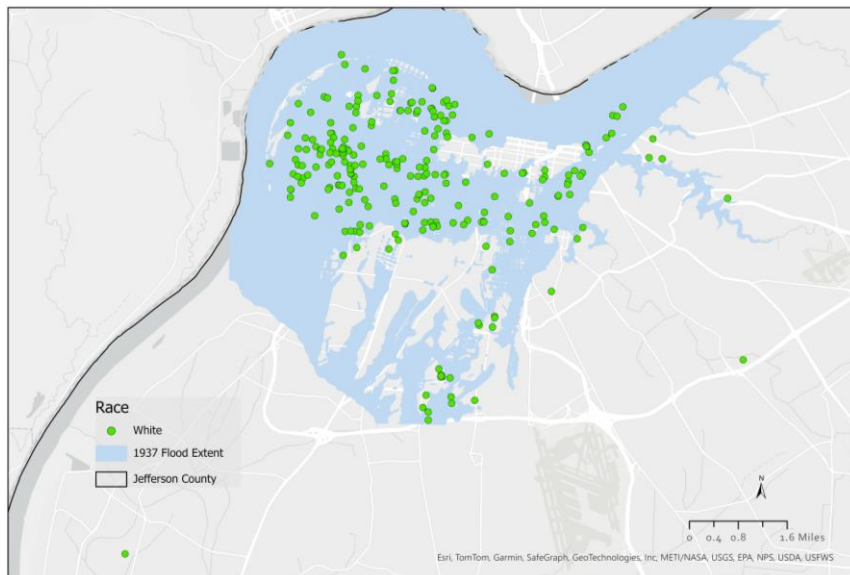 Race
White
1937 Flood Extent
Jefferson County
N
0 0.4 0.8 1.6 Miles
Esri, TomTom, Garmin, SafeGraph, GeoTechnologies, Inc, METI/NASA, USGS, EPA, NPS, USDA, USFWS